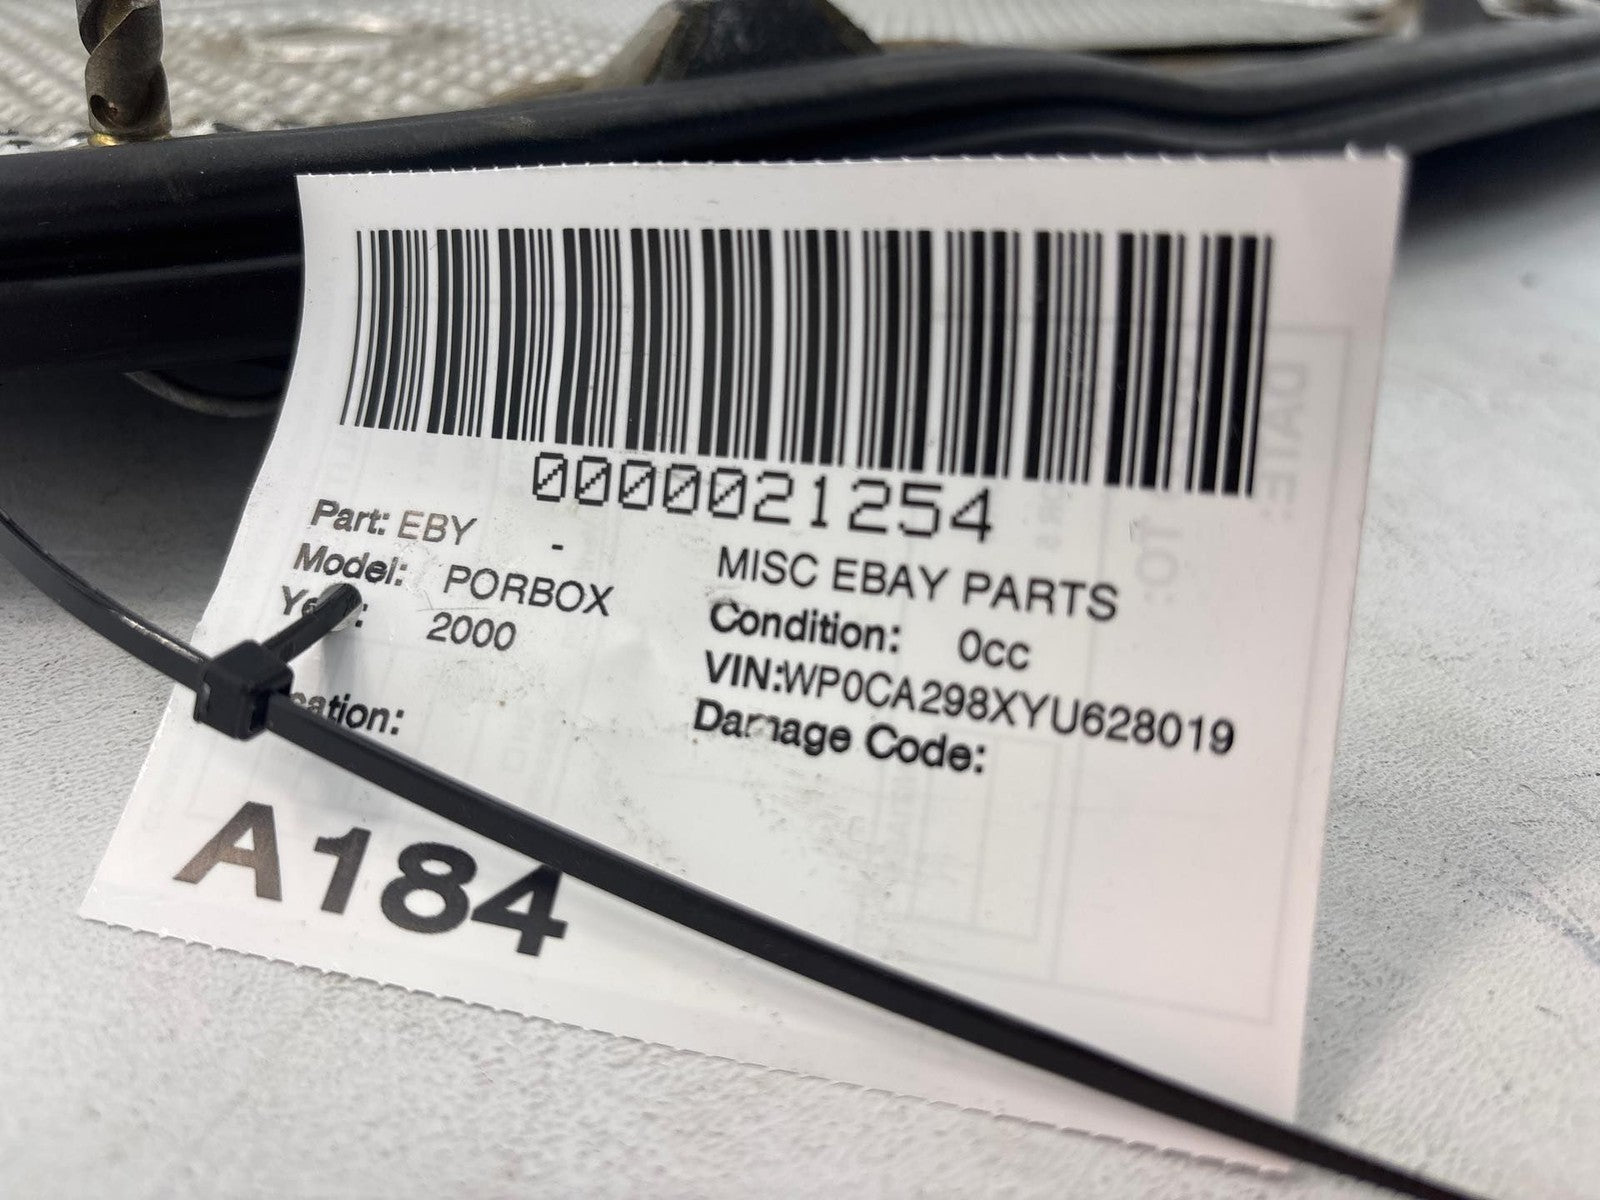 0000021254
Part: EBY -
MISC EBAY PARTS
Model: PORBOX
Condition: 0cc
2000
VIN:WP0CA298XYU628019
Damage Code:
A184